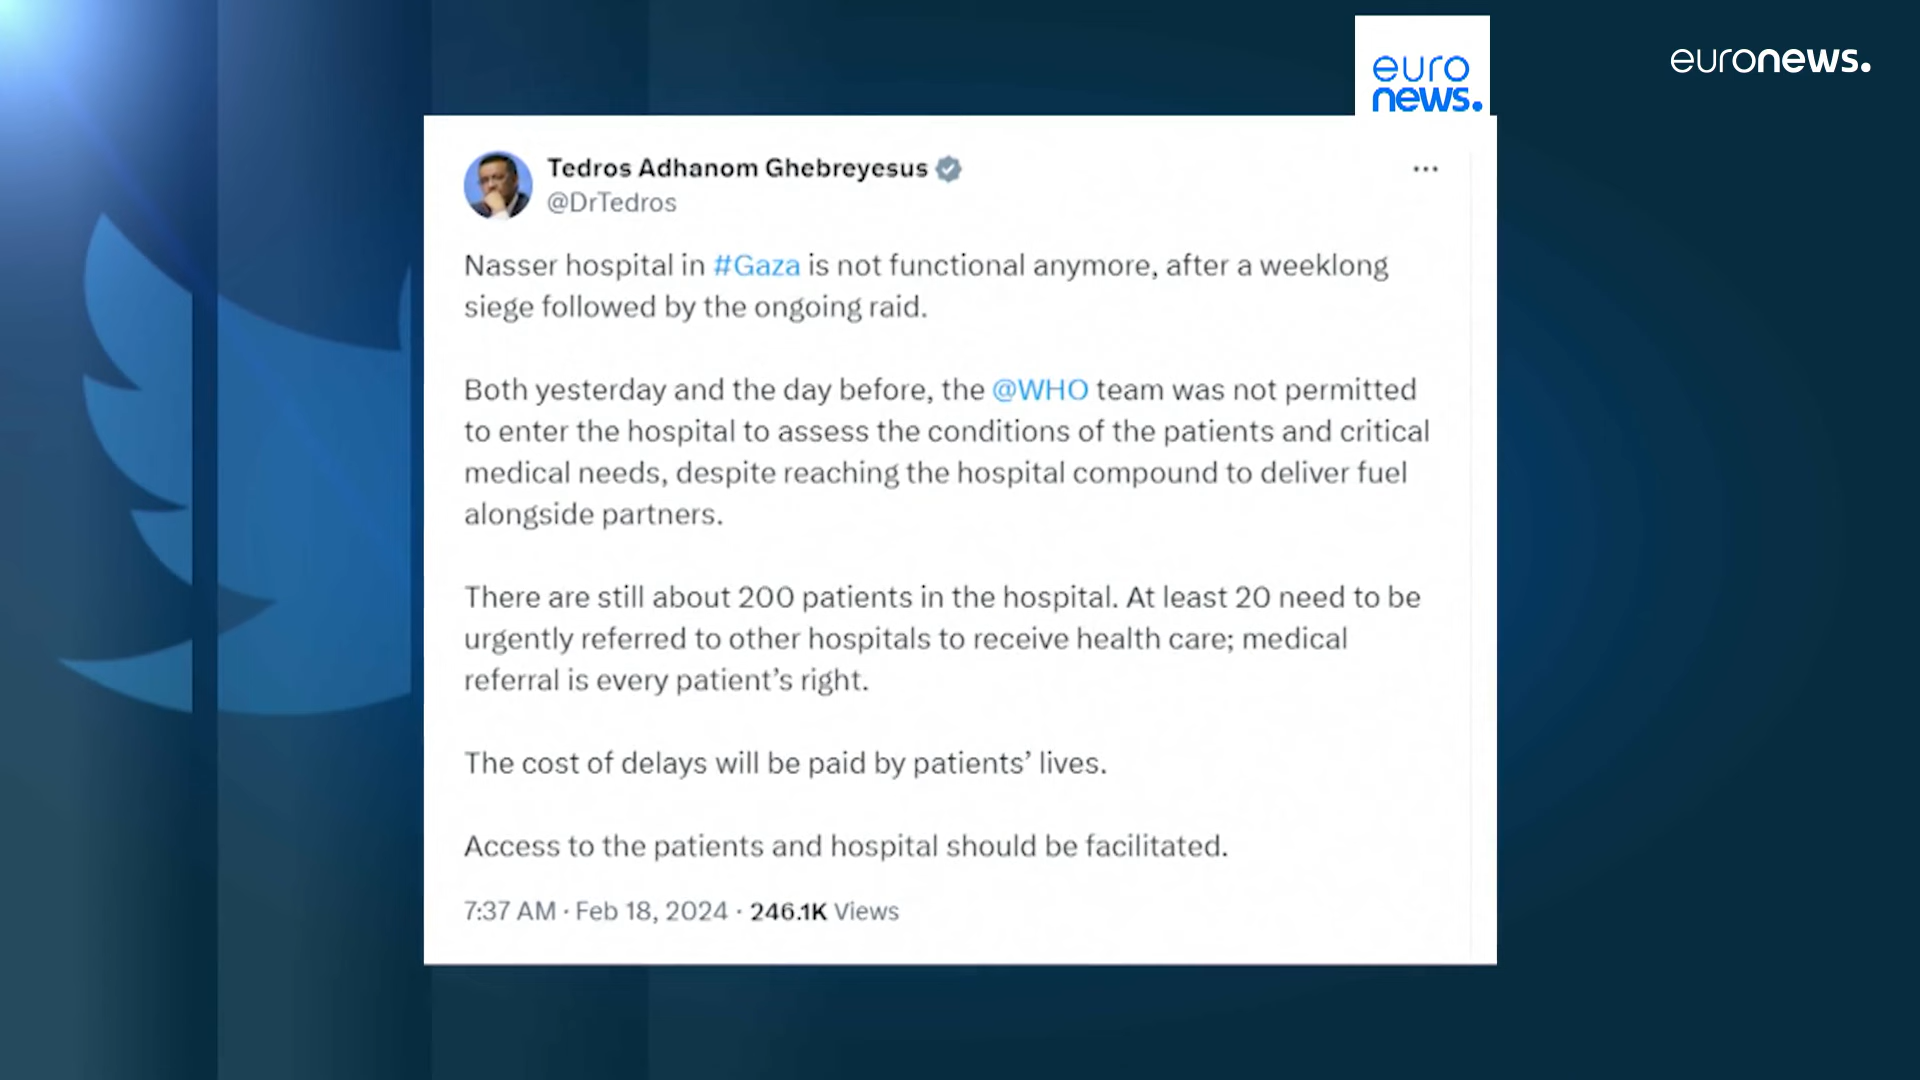 euro
news.
euronews.
Tedros Adhanom Ghebreyesus
@DrTedros
Nasser hospital in #Gaza is not functional anymore, after a weeklong
siege followed by the ongoing raid.
Both yesterday and the day before, the @WHO team was not permitted
to enter the hospital to assess the conditions of the patients and critical
medical needs, despite reaching the hospital compound to deliver fuel
alongside partners.
There are still about 200 patients in the hospital. At least 20 need to be
urgently referred to other hospitals to receive health care; medical
referral is every patient’s right.
The cost of delays will be paid by patients’ lives.
Access to the patients and hospital should be facilitated.
7:37 AM · Feb 18, 2024 · 246.1K Views